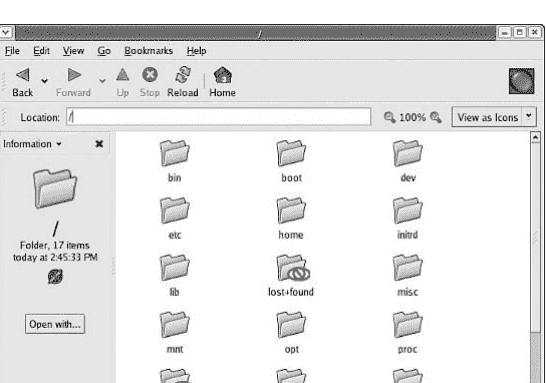 /
File Edit View Go Bookmarks Help
Back Forward Up Stop Reload Home
Location: / 100% View as Icons
Information
bin boot dev
/
Folder, 17 items
today at 2:45:33 PM
etc home initrd
lib lost+found misc
Open with...
mnt opt proc